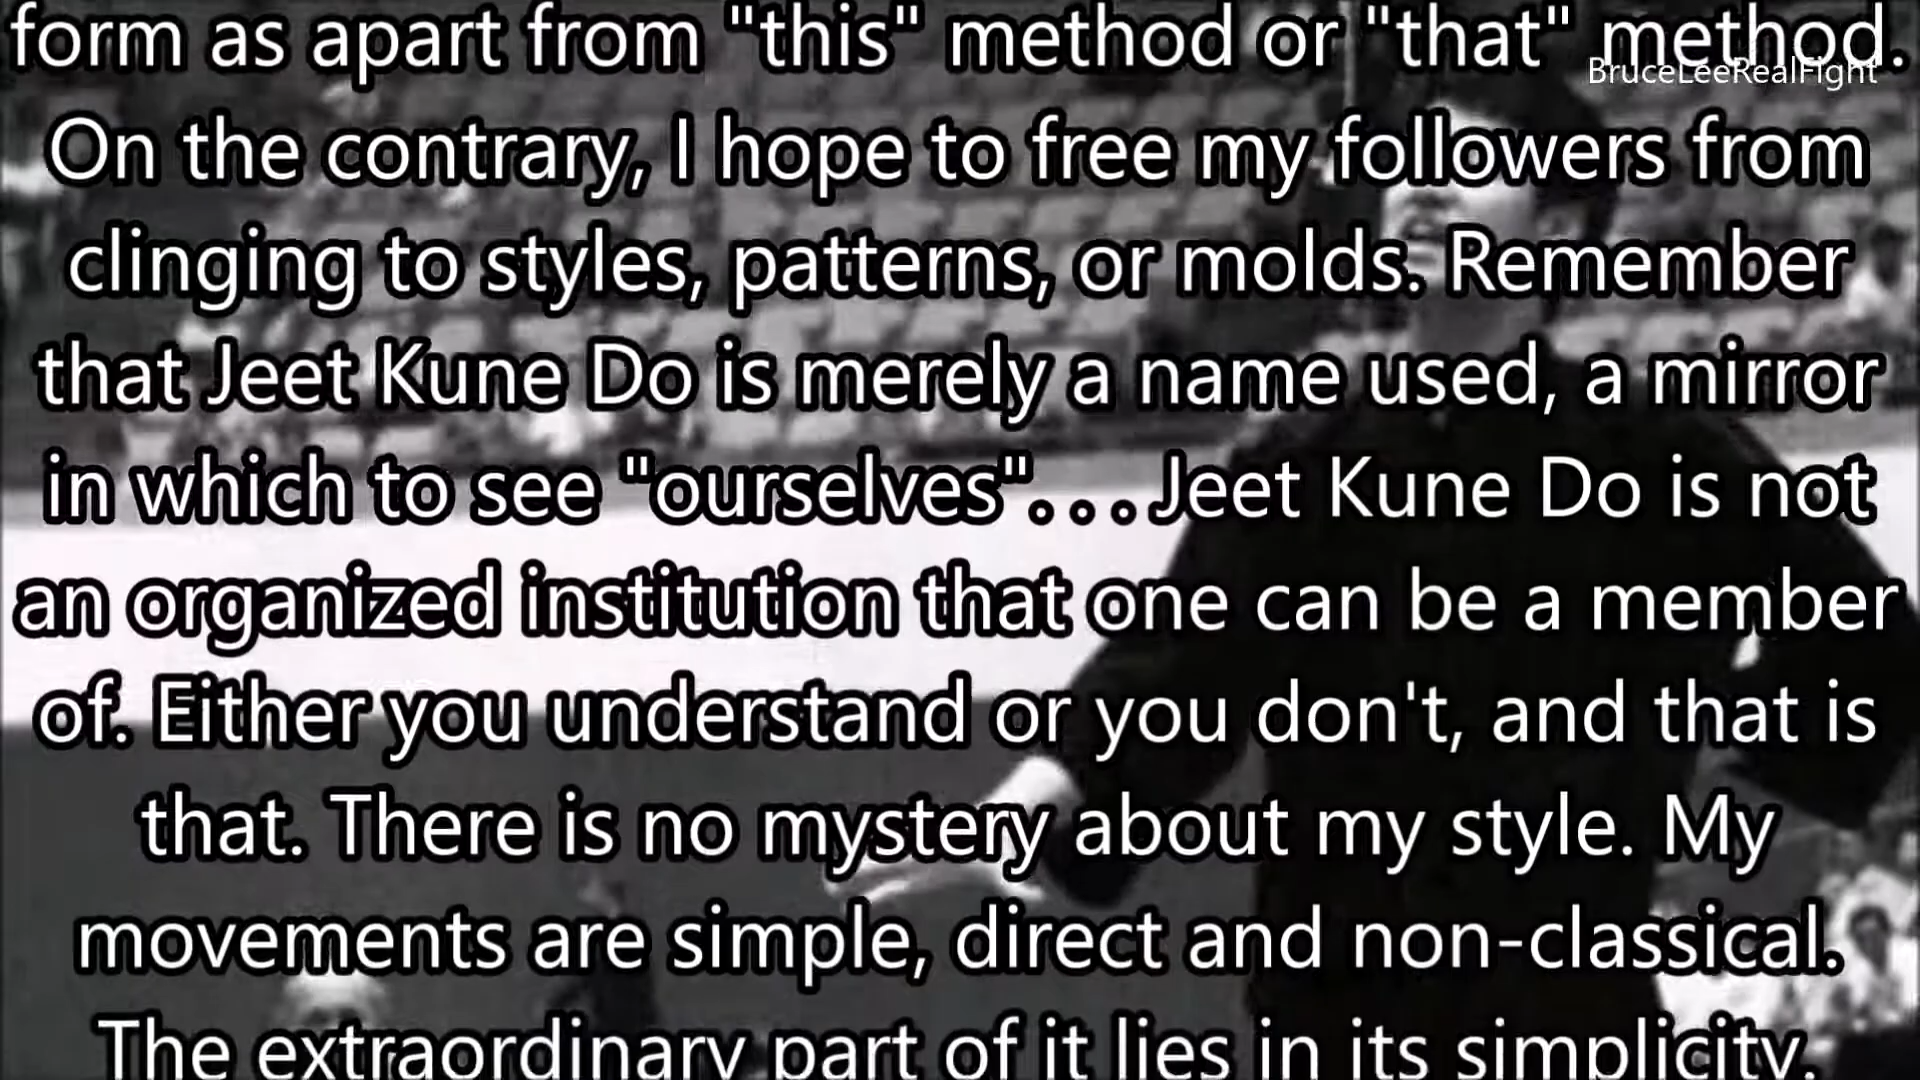 form as apart from "this" method or "that" method.
BruceLeeRealFight
On the contrary, I hope to free my followers from
clinging to styles, patterns, or molds. Remember
that Jeet Kune Do is merely a name used, a mirror
in which to see "ourselves"...Jeet Kune Do is not
an organized institution that one can be a member
of. Either you understand or you don't, and that is
that. There is no mystery about my style. My
movements are simple, direct and non-classical.
The extraordinary part of it lies in its simplicity.